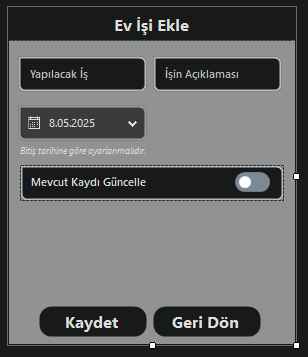 Ev İşi Ekle
Yapılacak İş
İşin Açıklaması
8.05.2025
Bitiş tarihine göre ayarlanmalıdır.
Mevcut Kaydı Güncelle
Kaydet
Geri Dön